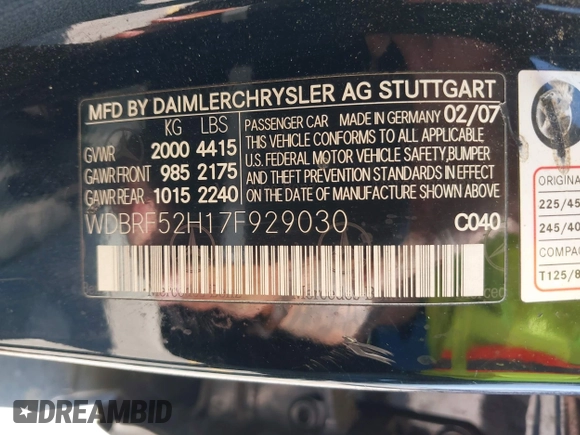 MFD BY DAIMLERCHRYSLER AG STUTTGART
KG LBS
GVWR 2000 4415
GAWR FRONT 985 2175
GAWR REAR 1015 2240
PASSENGER CAR MADE IN GERMANY 02/07
THIS VEHICLE CONFORMS TO ALL APPLICABLE
U.S. FEDERAL MOTOR VEHICLE SAFETY,BUMPER
AND THEFT PREVENTION STANDARDS
IN EFFECT ON THE DATE OF
MANUFACTURE SHOWN ABOVE
WDBRF52H17F929030 C040
ORIGINA
225/45
245/40
COMPAC
T125/8
DREAMBID